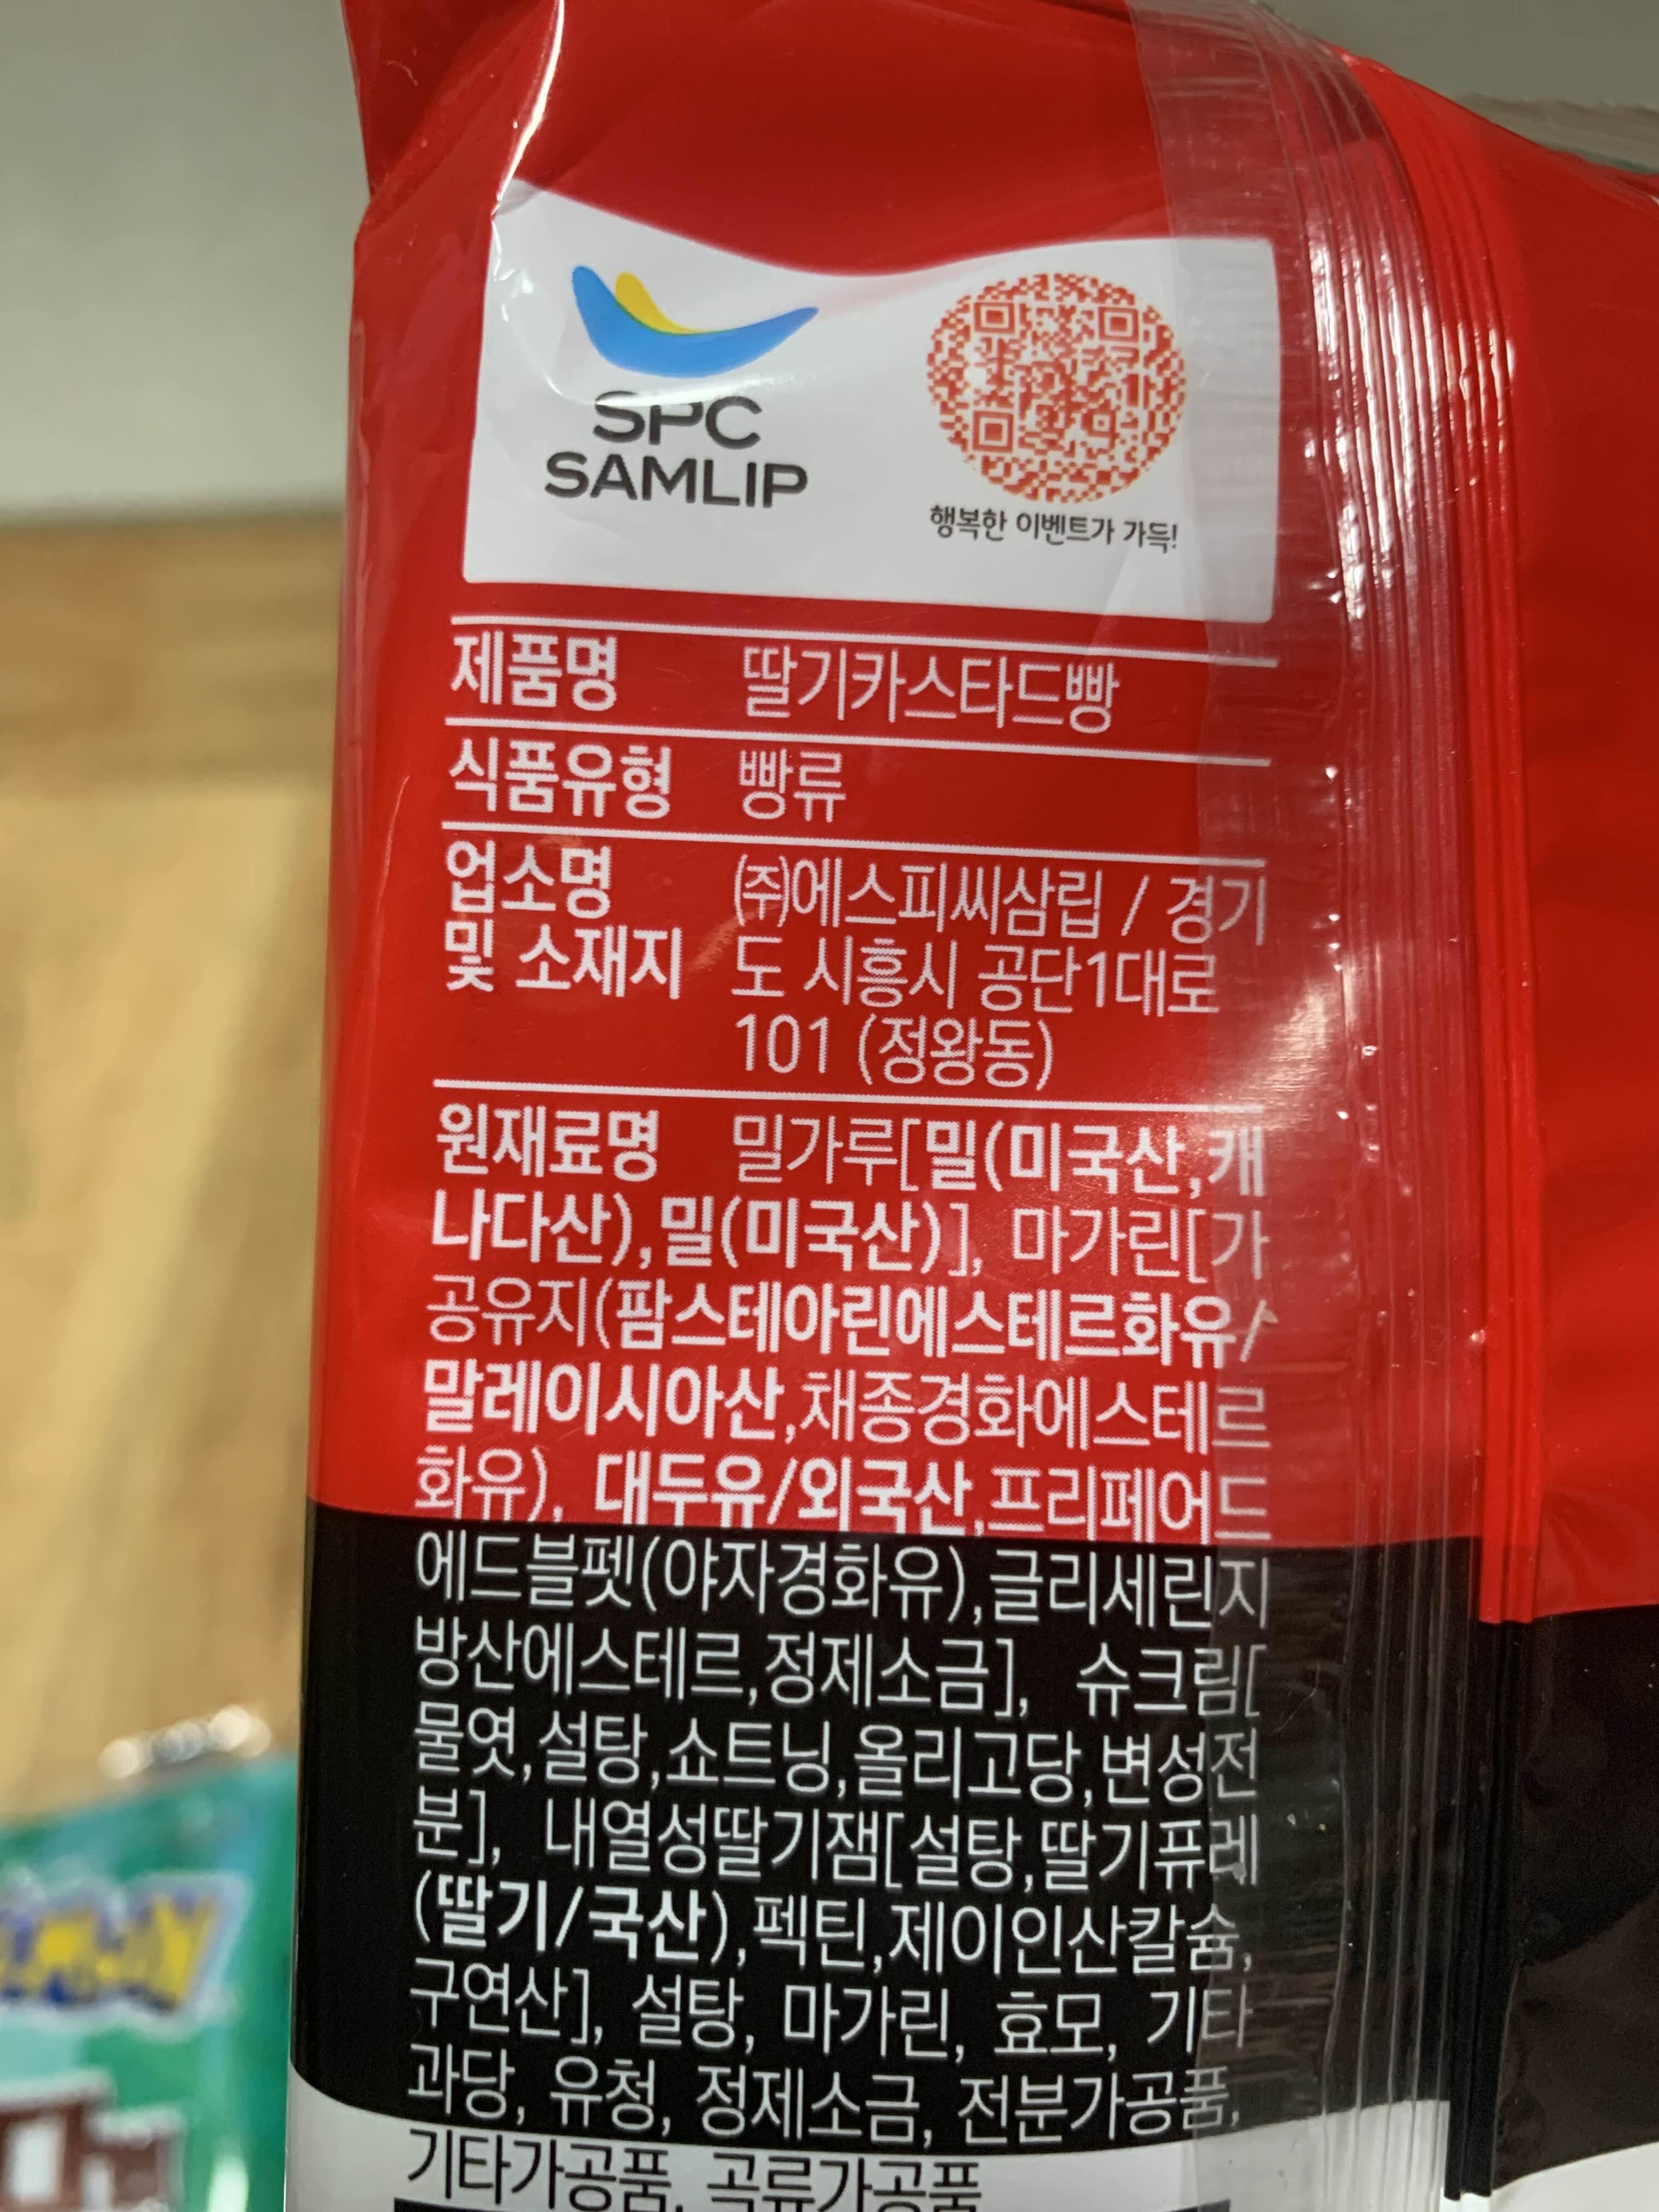 SPC
SAMLIP
행복한 이벤트가 가득!
제품명 딸기카스타드빵
식품유형 빵류
업소명 ㈜에스피씨삼립 / 경기
및 소재지 도 시흥시 공단1대로
101 (정왕동)
원재료명 밀가루[밀(미국산,캐
나다산),밀(미국산)], 마가린[가
공유지(팜스테아린에스테르화유/
말레이시아산,채종경화에스테르
화유), 대두유/외국산,프리페어드
에드블펫(야자경화유),글리세린지
방산에스테르,정제소금], 슈크림[
물엿,설탕,쇼트닝,올리고당,변성전
분], 내열성딸기잼[설탕,딸기퓨레
(딸기/국산),펙틴,제이인산칼슘,
구연산], 설탕, 마가린, 효모, 기타
과당, 유청, 정제소금, 전분가공품,
기타가공품, 곡류가공품